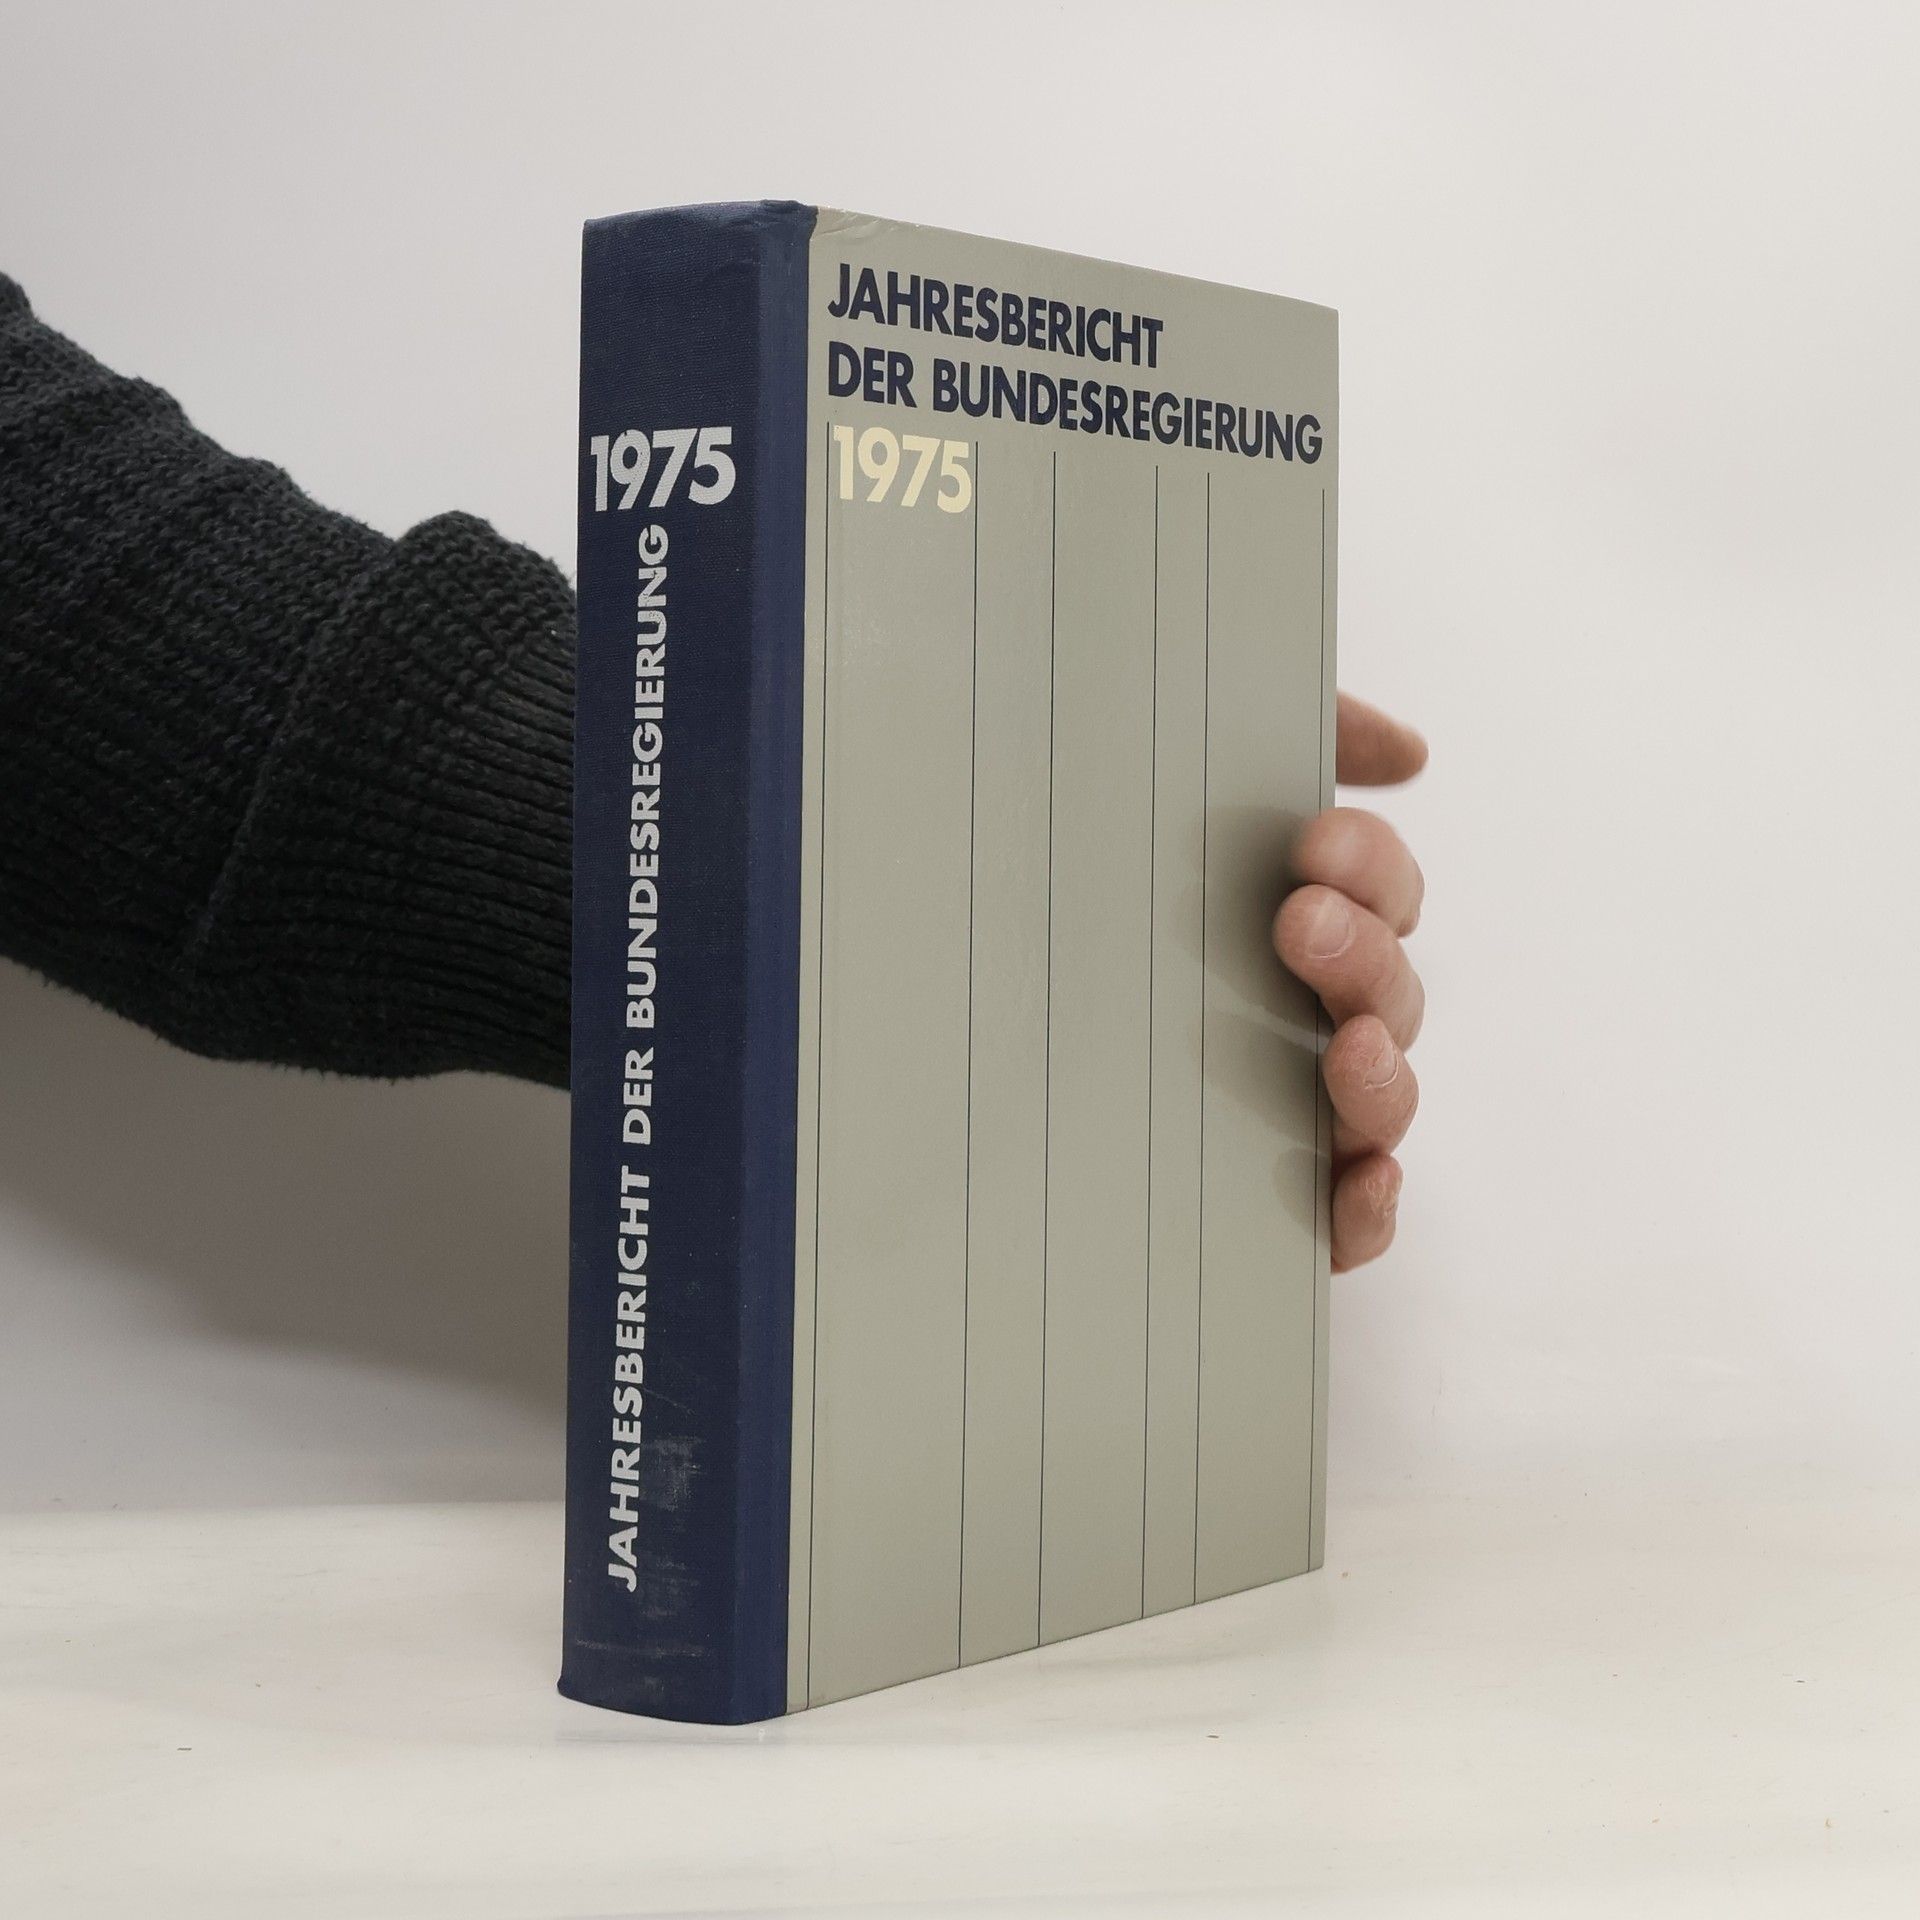 1975
JAHRESBERICHT DER BUNDESREGIERUNG
JAHRESBERICHT
DER BUNDESREGIERUNG
1975